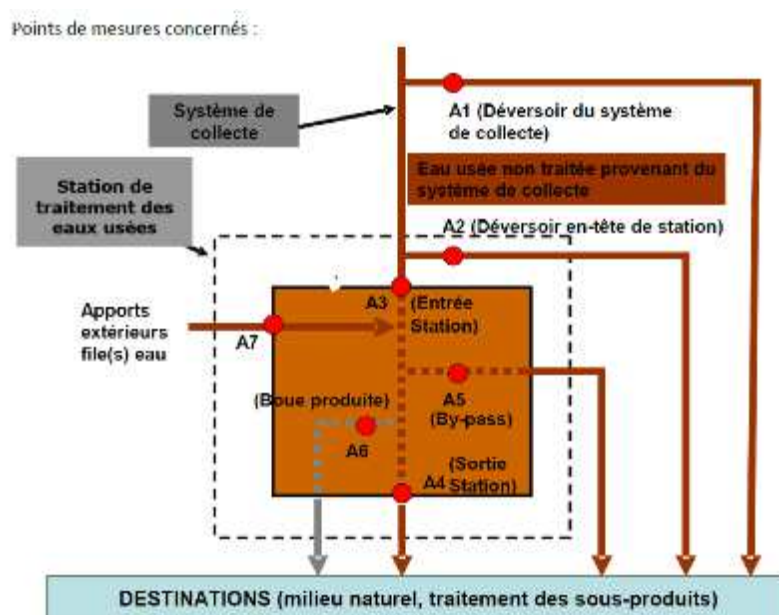 Points de mesures concernés :
Système de
collecte
A1 (Déversoir du système
de collecte)
Eau usée non traitée provenant du
système de collecte
Station de
traitement des
eaux usées
A2 (Déversoir en-tête de station)
A3
(Entrée
Station)
Apports
extérieurs
file(s) eau
A7
(Boue produite)
A5
(By-pass)
A6
(Sortie
A4
Station)
DESTINATIONS (milieu naturel, traitement des sous-produits)